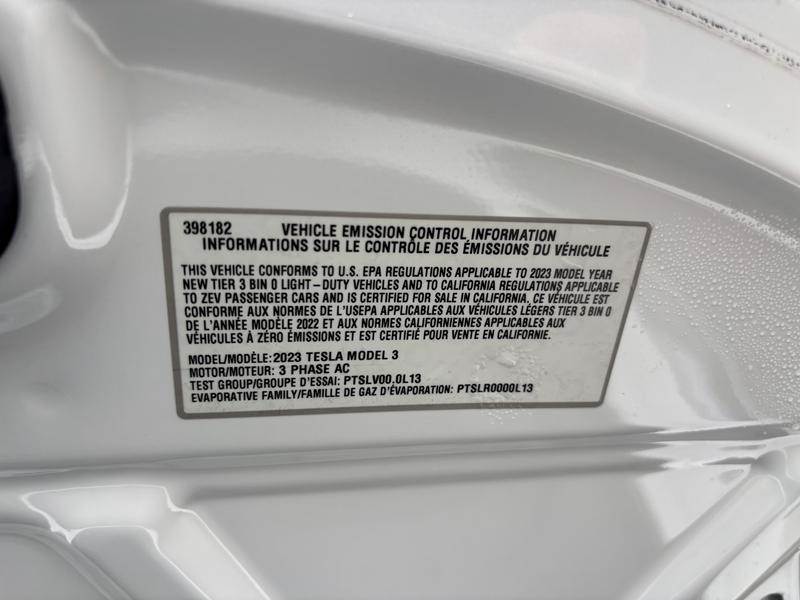 398182 VEHICLE EMISSION CONTROL INFORMATION
INFORMATIONS SUR LE CONTRÔLE DES ÉMISSIONS DU VÉHICULE
THIS VEHICLE CONFORMS TO U.S. EPA REGULATIONS APPLICABLE TO 2023 MODEL YEAR
NEW TIER 3 BIN 0 LIGHT-DUTY VEHICLES AND TO CALIFORNIA REGULATIONS APPLICABLE
TO ZEV PASSENGER CARS AND IS CERTIFIED FOR SALE IN CALIFORNIA. CE VÉHICULE EST
CONFORME AUX NORMES DE L'USEPA APPLICABLES AUX VÉHICULES LÉGERS TIER 3 BIN 0
DE L'ANNÉE MODÈLE 2022 ET AUX NORMES CALIFORNIENNES APPLICABLES AUX
VÉHICULES À ZÉRO ÉMISSIONS ET EST CERTIFIÉ POUR VENTE EN CALIFORNIE.
MODEL/MODÈLE: 2023 TESLA MODEL 3
MOTOR/MOTEUR: 3 PHASE AC
TEST GROUP/GROUPE D'ESSAI: PTSLV00.0L13
EVAPORATIVE FAMILY/FAMILLE DE GAZ D'ÉVAPORATION: PTSLR0000L13